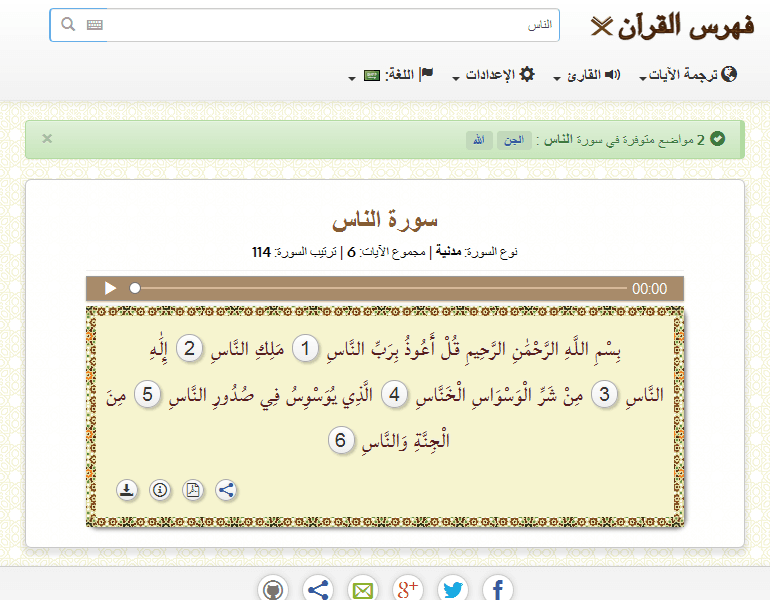 فهرس القرآن
الناس
ترجمة الآيات القارئ الإعدادات اللغة:
2 مواضع متوفرة في سورة الناس : الجن الله ×
سورة الناس
نوع السورة: مدنية | مجموع الآيات: 6 | ترتيب السورة: 114
00:00
بِسْمِ اللَّهِ الرَّحْمَٰنِ الرَّحِيمِ قُلْ أَعُوذُ بِرَبِّ النَّاسِ 1 مَلِكِ النَّاسِ 2 إِلَٰهِ
النَّاسِ 3 مِنْ شَرِّ الْوَسْوَاسِ الْخَنَّاسِ 4 الَّذِي يُوَسْوِسُ فِي صُدُورِ النَّاسِ 5 مِنَ
الْجِنَّةِ وَالنَّاسِ 6